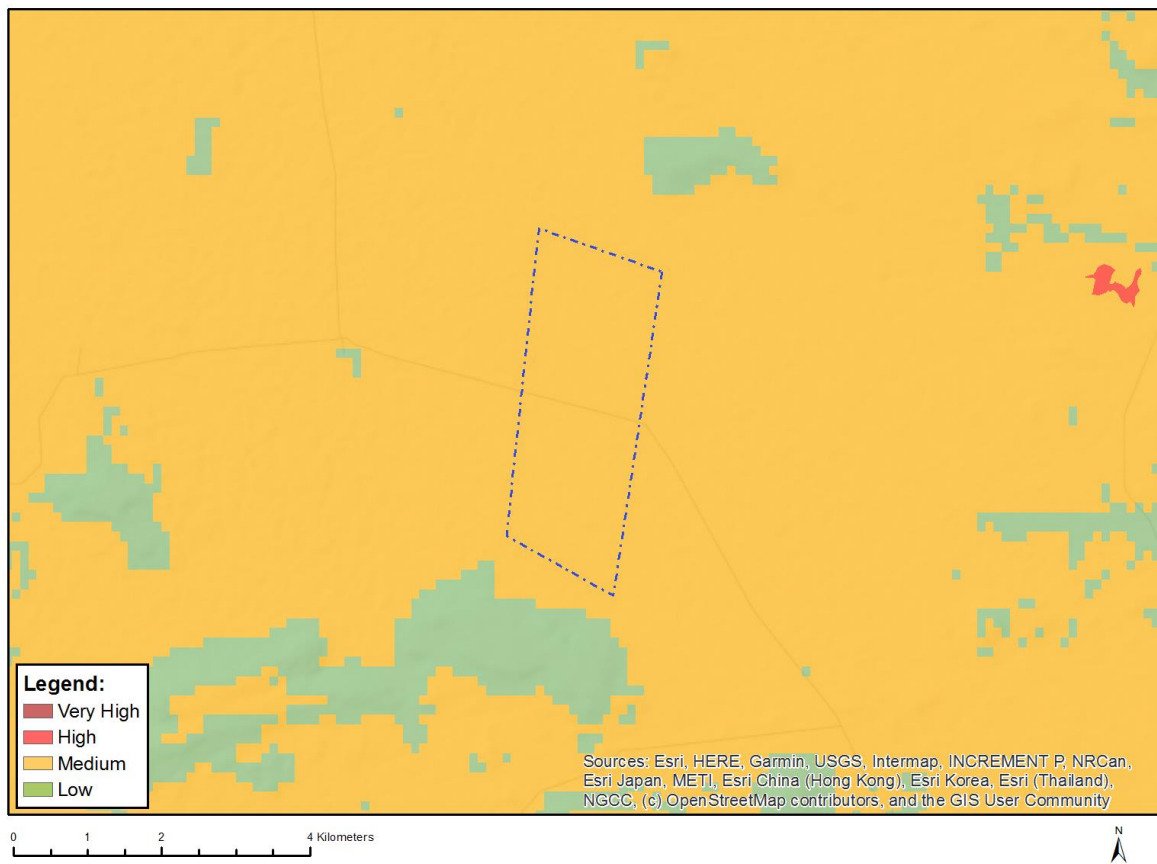 Legend:
Very High
High
Medium
Low
Sources: Esri, HERE, Garmin, USGS, Intermap, INCREMENT P, NRCan,
Esri Japan, METI, Esri China (Hong Kong), Esri Korea, Esri (Thailand),
NGCC, (c) OpenStreetMap contributors, and the GIS User Community
0 1 2 4 Kilometers
N